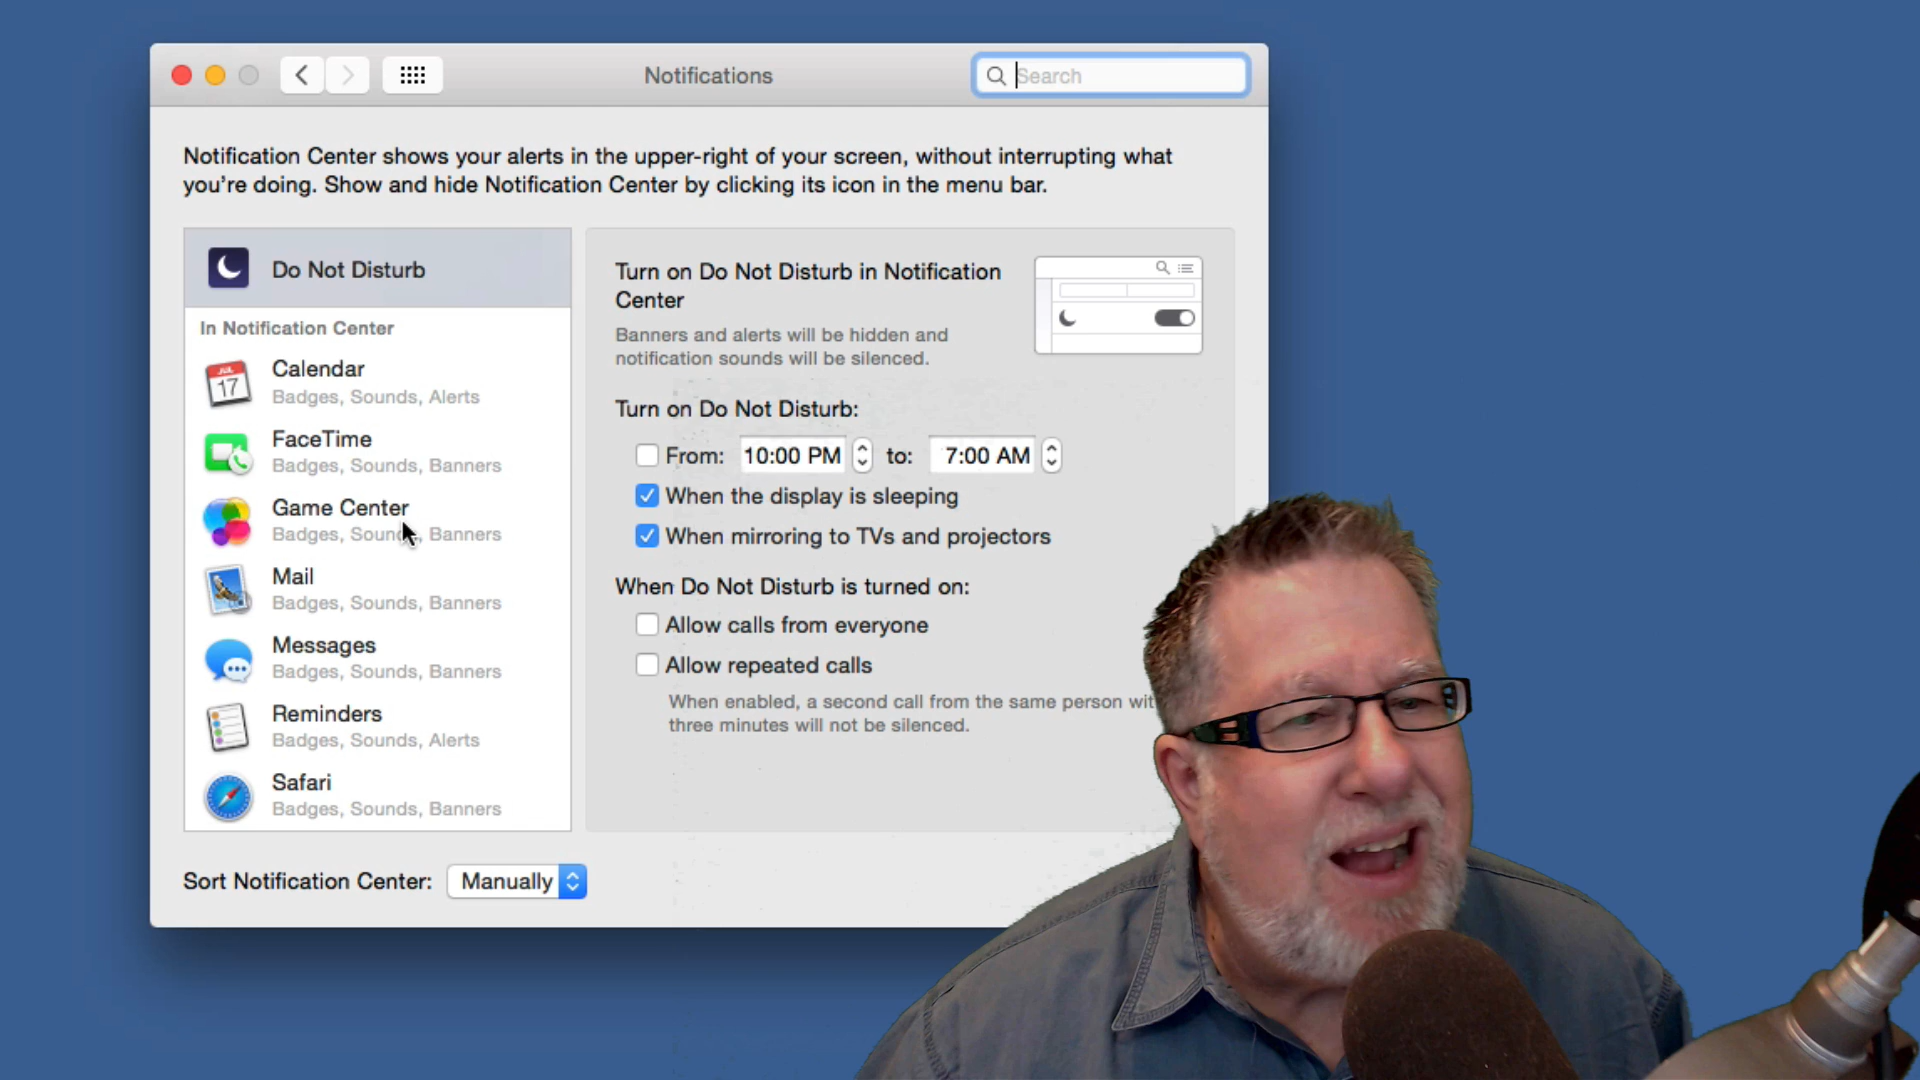 Notifications
Search
Notification Center shows your alerts in the upper-right of your screen, without interrupting what
you're doing. Show and hide Notification Center by clicking its icon in the menu bar.
Do Not Disturb
In Notification Center
JUL
17
Calendar
Badges, Sounds, Alerts
FaceTime
Badges, Sounds, Banners
Game Center
Badges, Sounds, Banners
Mail
Badges, Sounds, Banners
Messages
Badges, Sounds, Banners
Reminders
Badges, Sounds, Alerts
Safari
Badges, Sounds, Banners
Turn on Do Not Disturb in Notification
Center
Banners and alerts will be hidden and
notification sounds will be silenced.
Turn on Do Not Disturb:
From: 10:00 PM to: 7:00 AM
When the display is sleeping
When mirroring to TVs and projectors
When Do Not Disturb is turned on:
Allow calls from everyone
Allow repeated calls
When enabled, a second call from the same person wit
three minutes will not be silenced.
Sort Notification Center: Manually